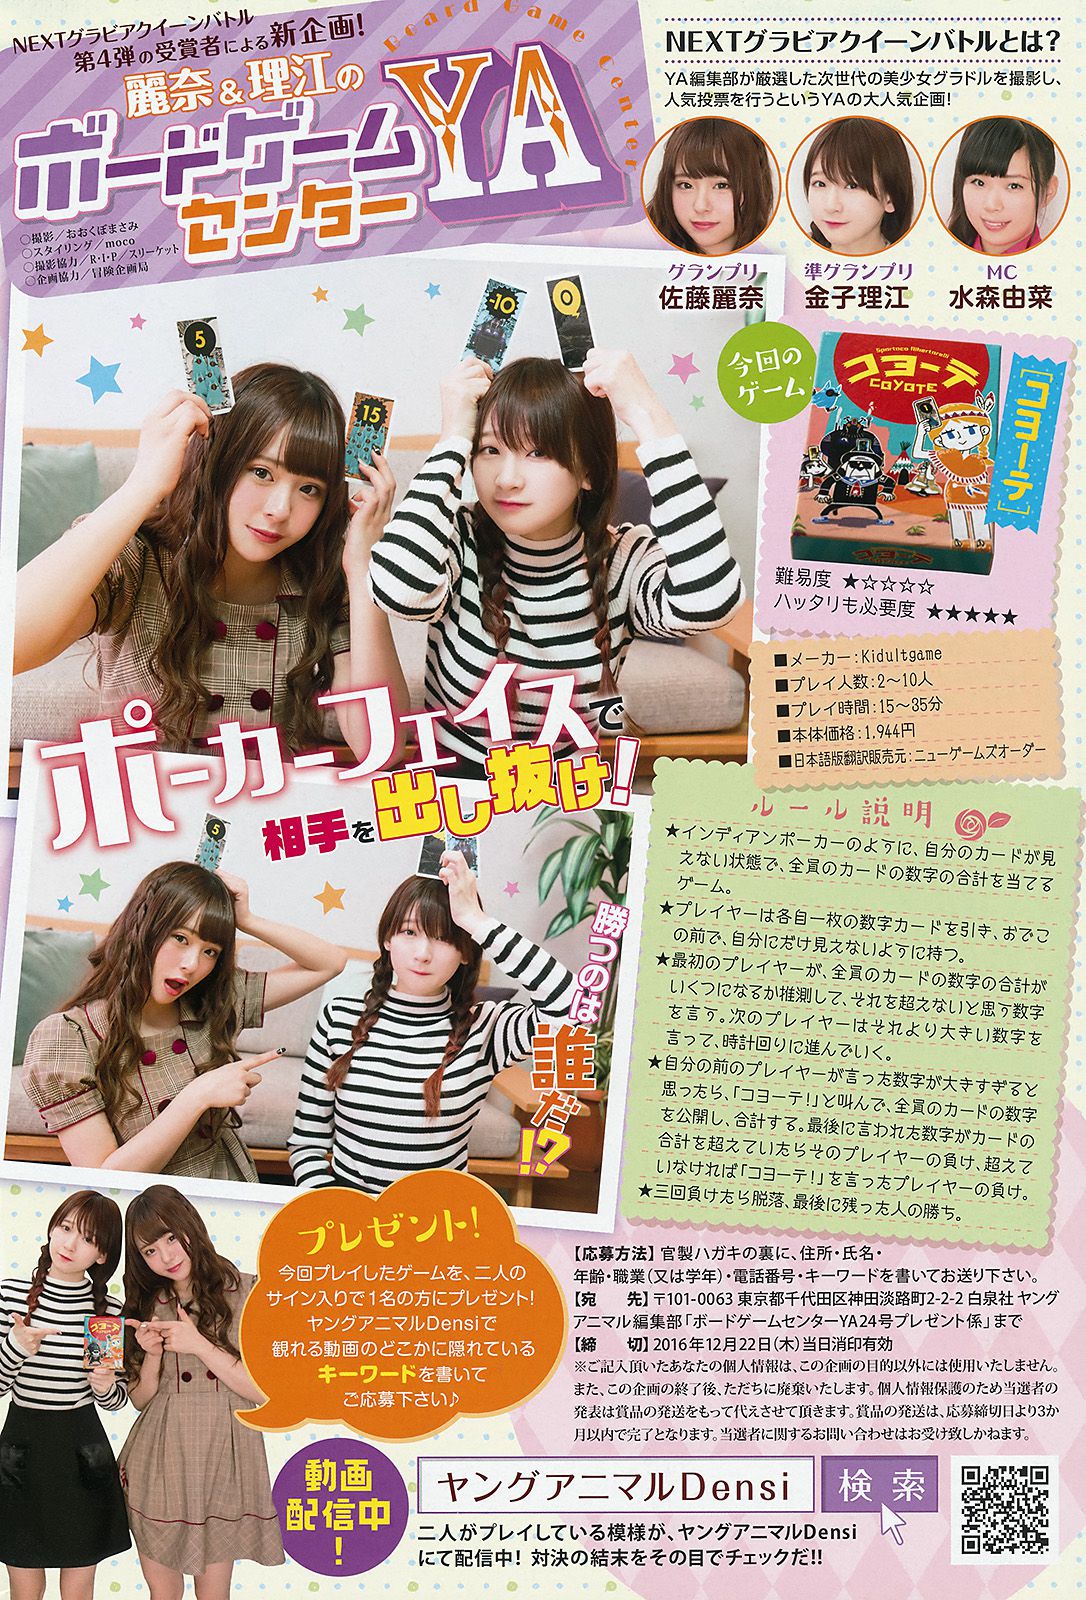 NEXTグラビアクイーンバトル
第4弾の受賞者による新企画!
麗奈&理江の
ボードゲーム
センター
YA
Board Game Center
○撮影/おおくぼまさみ
○スタイリング/moco
○撮影協力/R・I・P/スリーケット
○企画協力/冒険企画局
NEXTグラビアクイーンバトルとは?
YA編集部が厳選した次世代の美少女グラドルを撮影し、
人気投票を行うというYAの大人気企画!
グランプリ
佐藤麗奈
準グランプリ
金子理江
MC
水森由菜
5
15
-10
0
今回の
ゲーム
Spartaco Albertarelli
コヨーテ
COYOTE
コヨーテ
[コヨーテ]
難易度 ★☆☆☆☆
ハッタリも必要度 ★★★★★
■メーカー:Kidultgame
■プレイ人数:2〜10人
■プレイ時間:15〜35分
■本体価格:1,944円
■日本語版翻訳販売元:ニューゲームズオーダー
ポーカーフェイスで
相手を出し抜け!
5
勝つのは
誰だ!?
ルール説明
★インディアンポーカーのように、自分のカードが見
えない状態で、全員のカードの数字の合計を当てる
ゲーム。
★プレイヤーは各自一枚の数字カードを引き、おでこ
の前で、自分にだけ見えないように持つ。
★最初のプレイヤーが、全員のカードの数字の合計が
いくつになるか推測して、それを超えないと思う数字
を言う。次のプレイヤーはそれより大きい数字を
言って、時計回りに進んでいく。
★自分の前のプレイヤーが言った数字が大きすぎると
思ったら、「コヨーテ!」と叫んで、全員のカードの数字
を公開し、合計する。最後に言われた数字がカードの
合計を超えていたらそのプレイヤーの負け、超えて
いなければ「コヨーテ!」を言ったプレイヤーの負け。
★三回負けたら脱落、最後に残った人の勝ち。
コヨーテ
プレゼント!
今回プレイしたゲームを、二人の
サイン入りで1名の方にプレゼント!
ヤングアニマルDensiで
観れる動画のどこかに隠れている
キーワードを書いて
ご応募下さい♪
【応募方法】官製ハガキの裏に、住所・氏名・
年齢・職業(又は学年)・電話番号・キーワードを書いてお送り下さい。
【宛 先】〒101-0063 東京都千代田区神田淡路町2-2-2 白泉社 ヤング
アニマル編集部「ボードゲームセンターYA24号プレゼント係」まで
【締 切】2016年12月22日(木)当日消印有効
※ご記入頂いたあなたの個人情報は、この企画の目的以外には使用いたしません。
また、この企画の終了後、ただちに廃棄いたします。個人情報保護のため当選者の
発表は賞品の発送をもって代えさせて頂きます。賞品の発送は、応募締切日より3か
月以内で完了となります。当選者に関するお問い合わせはお受け致しかねます。
動画
配信中
!
ヤングアニマルDensi
検索
二人がプレイしている模様が、ヤングアニマルDensi
にて配信中! 対決の結末をその目でチェックだ!!